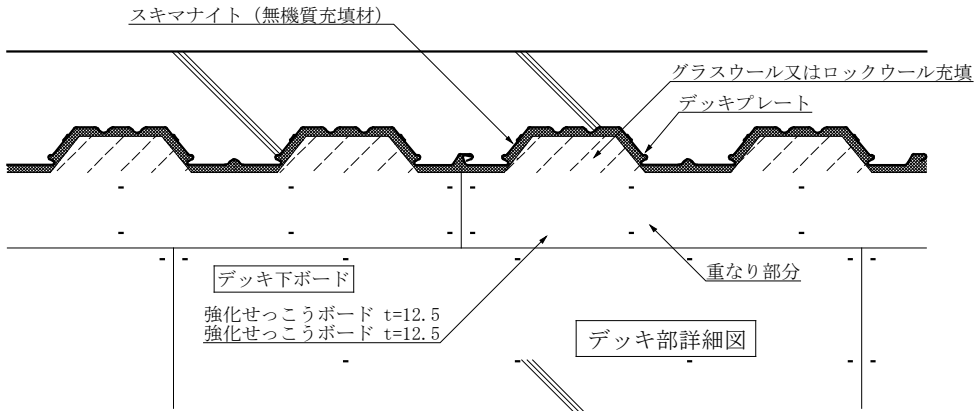 スキマナイト（無機質充填材）
グラスウール又はロックウール充填
デッキプレート
重なり部分
デッキ下ボード
強化せっこうボード t=12.5
強化せっこうボード t=12.5
デッキ部詳細図